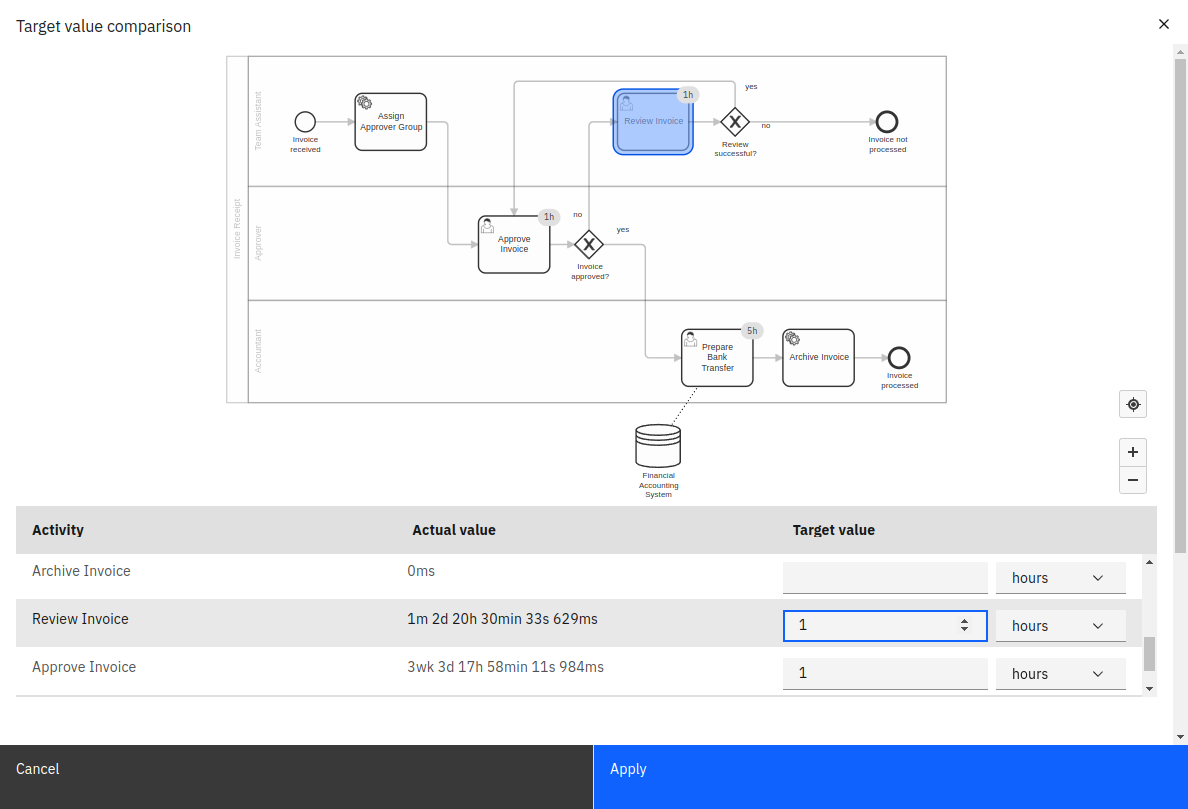 Target value comparison
Invoice Receipt
Team Assistant
Invoice
received
Assign
Approver Group
Review Invoice
1h
yes
no
Review
successful?
Invoice not
processed
Approver
Approve
Invoice
1h
no
yes
Invoice
approved?
Accountant
Prepare
Bank
Transfer
5h
Archive Invoice
Invoice
processed
Financial
Accounting
System
Activity Actual value Target value
Archive Invoice 0ms hours
Review Invoice 1m 2d 20h 30min 33s 629ms 1 hours
Approve Invoice 3wk 3d 17h 58min 11s 984ms 1 hours
Cancel Apply